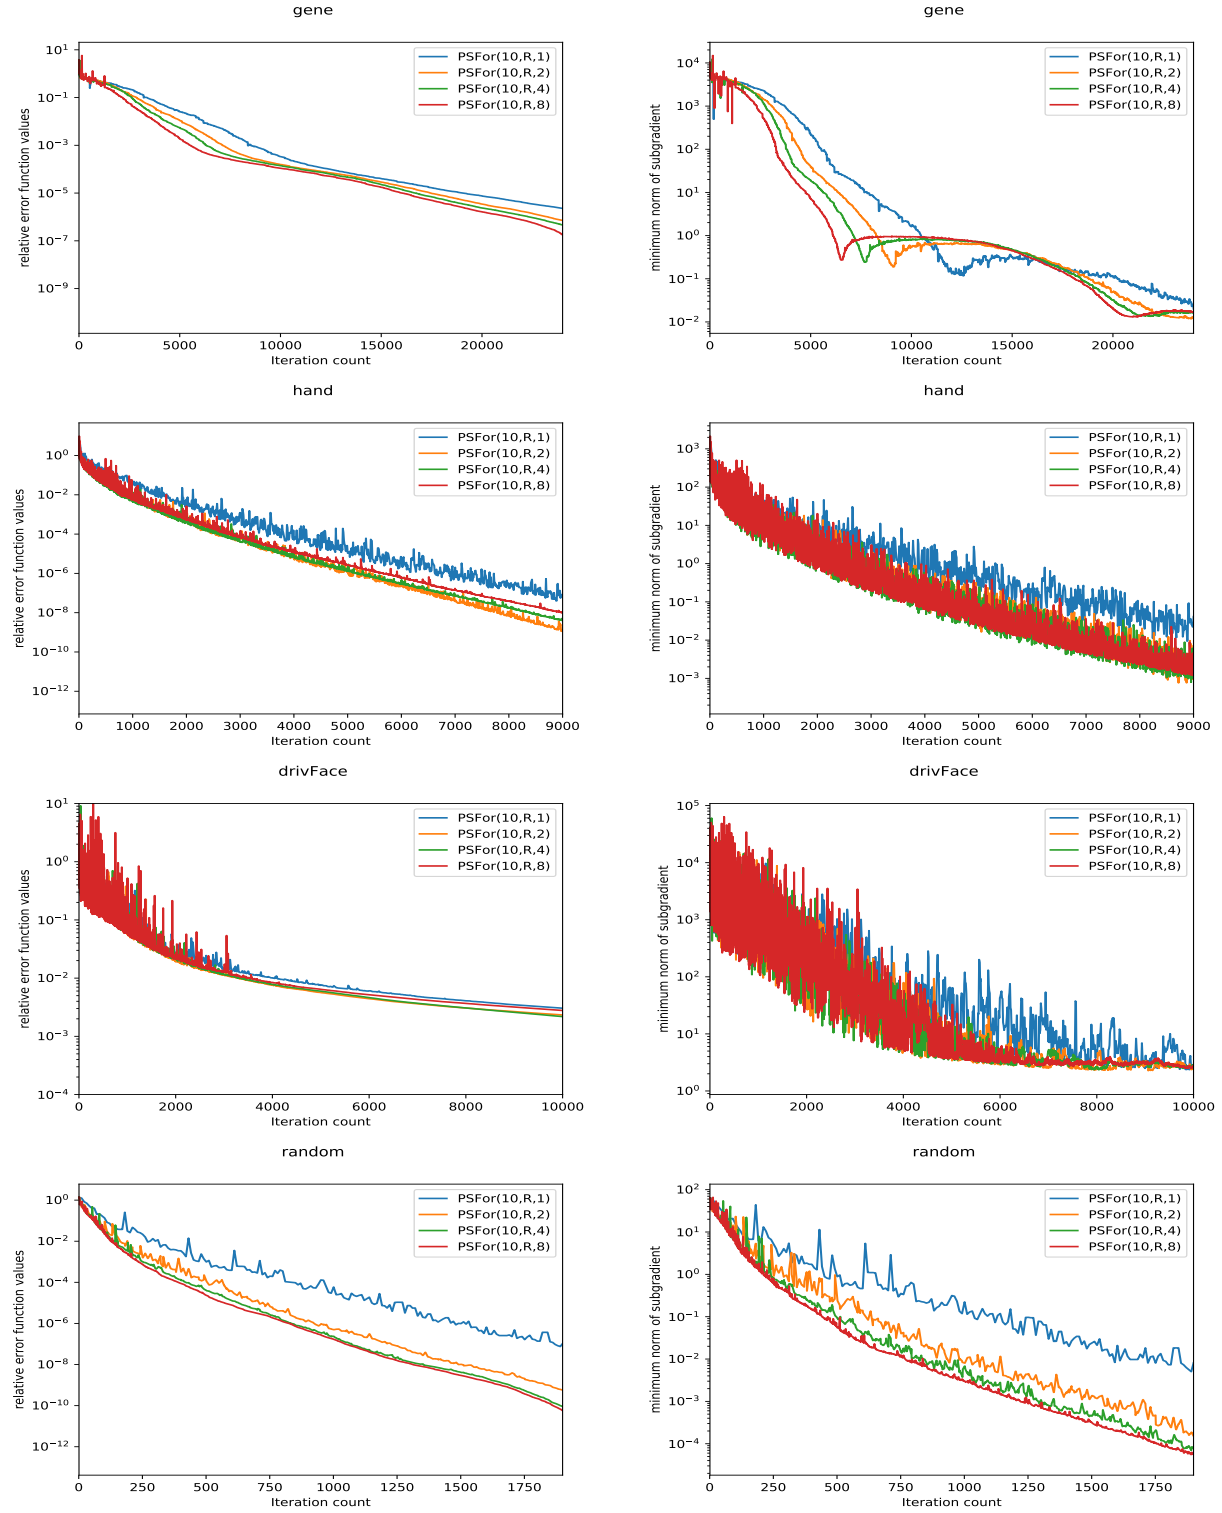 gene
10^1
10^-1
10^-3
10^-5
10^-7
10^-9
relative error function values
0 5000 10000 15000 20000
Iteration count
PSFor(10,R,1)
PSFor(10,R,2)
PSFor(10,R,4)
PSFor(10,R,8)
gene
10^4
10^3
10^2
10^1
10^0
10^-1
10^-2
minimum norm of subgradient
0 5000 10000 15000 20000
Iteration count
PSFor(10,R,1)
PSFor(10,R,2)
PSFor(10,R,4)
PSFor(10,R,8)
hand
10^0
10^-2
10^-4
10^-6
10^-8
10^-10
10^-12
relative error function values
0 1000 2000 3000 4000 5000 6000 7000 8000 9000
Iteration count
PSFor(10,R,1)
PSFor(10,R,2)
PSFor(10,R,4)
PSFor(10,R,8)
hand
10^3
10^2
10^1
10^0
10^-1
10^-2
10^-3
minimum norm of subgradient
0 1000 2000 3000 4000 5000 6000 7000 8000 9000
Iteration count
PSFor(10,R,1)
PSFor(10,R,2)
PSFor(10,R,4)
PSFor(10,R,8)
drivFace
10^1
10^0
10^-1
10^-2
10^-3
10^-4
relative error function values
0 2000 4000 6000 8000 10000
Iteration count
PSFor(10,R,1)
PSFor(10,R,2)
PSFor(10,R,4)
PSFor(10,R,8)
drivFace
10^5
10^4
10^3
10^2
10^1
10^0
minimum norm of subgradient
0 2000 4000 6000 8000 10000
Iteration count
PSFor(10,R,1)
PSFor(10,R,2)
PSFor(10,R,4)
PSFor(10,R,8)
random
10^0
10^-2
10^-4
10^-6
10^-8
10^-10
10^-12
relative error function values
0 250 500 750 1000 1250 1500 1750
Iteration count
PSFor(10,R,1)
PSFor(10,R,2)
PSFor(10,R,4)
PSFor(10,R,8)
random
10^2
10^1
10^0
10^-1
10^-2
10^-3
10^-4
minimum norm of subgradient
0 250 500 750 1000 1250 1500 1750
Iteration count
PSFor(10,R,1)
PSFor(10,R,2)
PSFor(10,R,4)
PSFor(10,R,8)